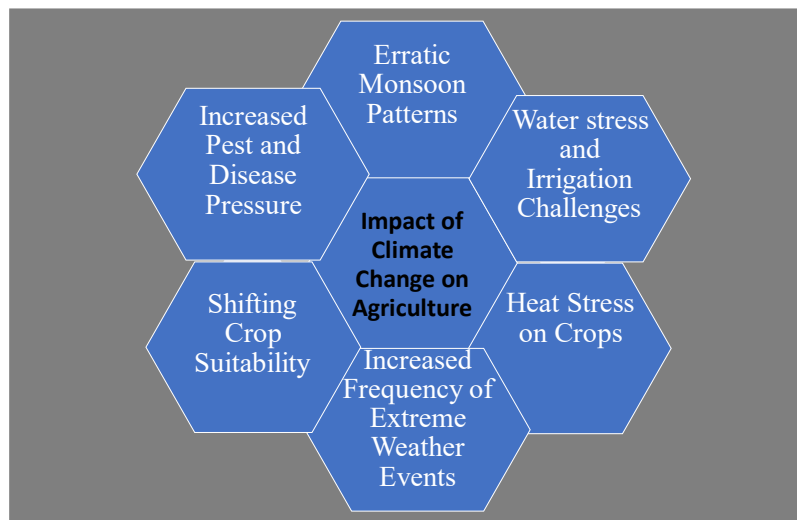 Erratic
Monsoon
Patterns
Water stress
and
Irrigation
Challenges
Heat Stress
on Crops
Increased
Frequency of
Extreme
Weather
Events
Shifting
Crop
Suitability
Increased
Pest and
Disease
Pressure
Impact of
Climate
Change on
Agriculture